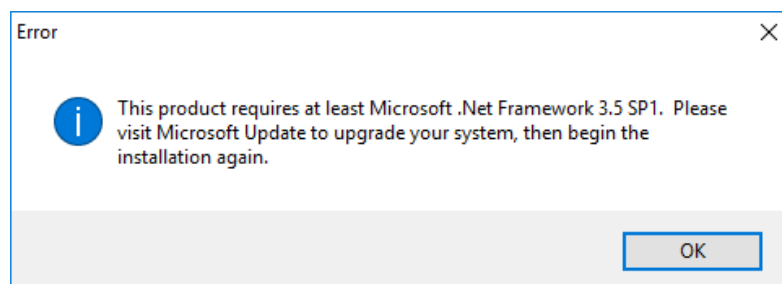 Error
This product requires at least Microsoft .Net Framework 3.5 SP1.  Please
visit Microsoft Update to upgrade your system, then begin the
installation again.
OK